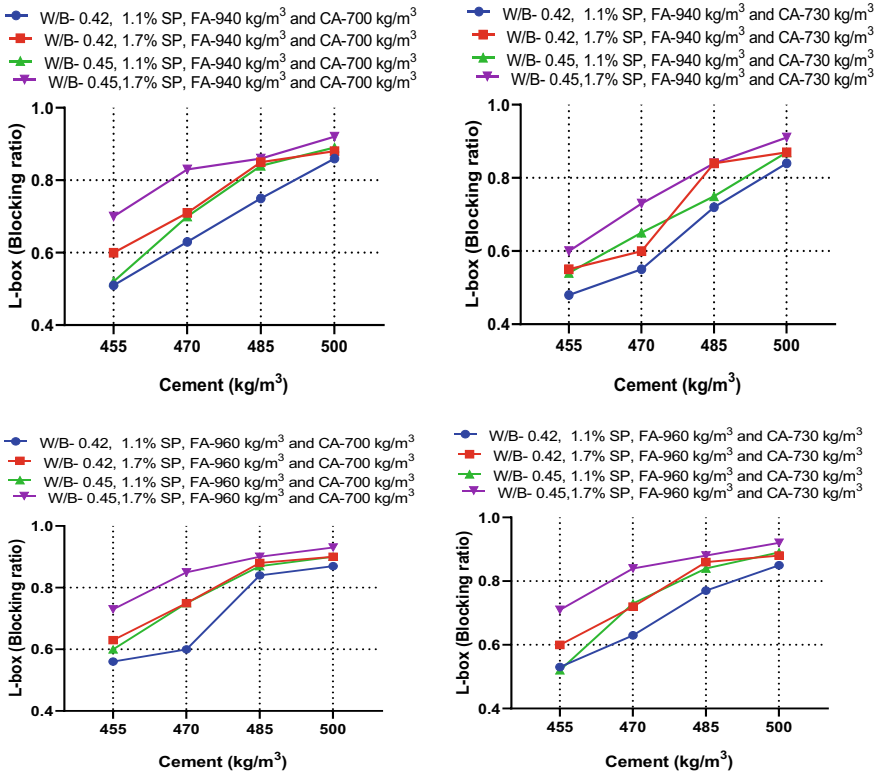 W/B- 0.42, 1.1% SP, FA-940 kg/m³ and CA-700 kg/m³
W/B- 0.42, 1.7% SP, FA-940 kg/m³ and CA-700 kg/m³
W/B- 0.45, 1.1% SP, FA-940 kg/m³ and CA-700 kg/m³
W/B- 0.45,1.7% SP, FA-940 kg/m³ and CA-700 kg/m³
1.0
0.8
0.6
0.4
L-box (Blocking ratio)
455 470 485 500
Cement (kg/m³)
W/B- 0.42, 1.1% SP, FA-940 kg/m³ and CA-730 kg/m³
W/B- 0.42, 1.7% SP, FA-940 kg/m³ and CA-730 kg/m³
W/B- 0.45, 1.1% SP, FA-940 kg/m³ and CA-730 kg/m³
W/B- 0.45,1.7% SP, FA-940 kg/m³ and CA-730 kg/m³
1.0
0.8
0.6
0.4
L-box (Blocking ratio)
455 470 485 500
Cement (kg/m³)
W/B- 0.42, 1.1% SP, FA-960 kg/m³ and CA-700 kg/m³
W/B- 0.42, 1.7% SP, FA-960 kg/m³ and CA-700 kg/m³
W/B- 0.45, 1.1% SP, FA-960 kg/m³ and CA-700 kg/m³
W/B- 0.45,1.7% SP, FA-960 kg/m³ and CA-700 kg/m³
1.0
0.8
0.6
0.4
L-box (Blocking ratio)
455 470 485 500
Cement (kg/m³)
W/B- 0.42, 1.1% SP, FA-960 kg/m³ and CA-730 kg/m³
W/B- 0.42, 1.7% SP, FA-960 kg/m³ and CA-730 kg/m³
W/B- 0.45, 1.1% SP, FA-960 kg/m³ and CA-730 kg/m³
W/B- 0.45,1.7% SP, FA-960 kg/m³ and CA-730 kg/m³
1.0
0.8
0.6
0.4
L-box (Blocking ratio)
455 470 485 500
Cement (kg/m³)